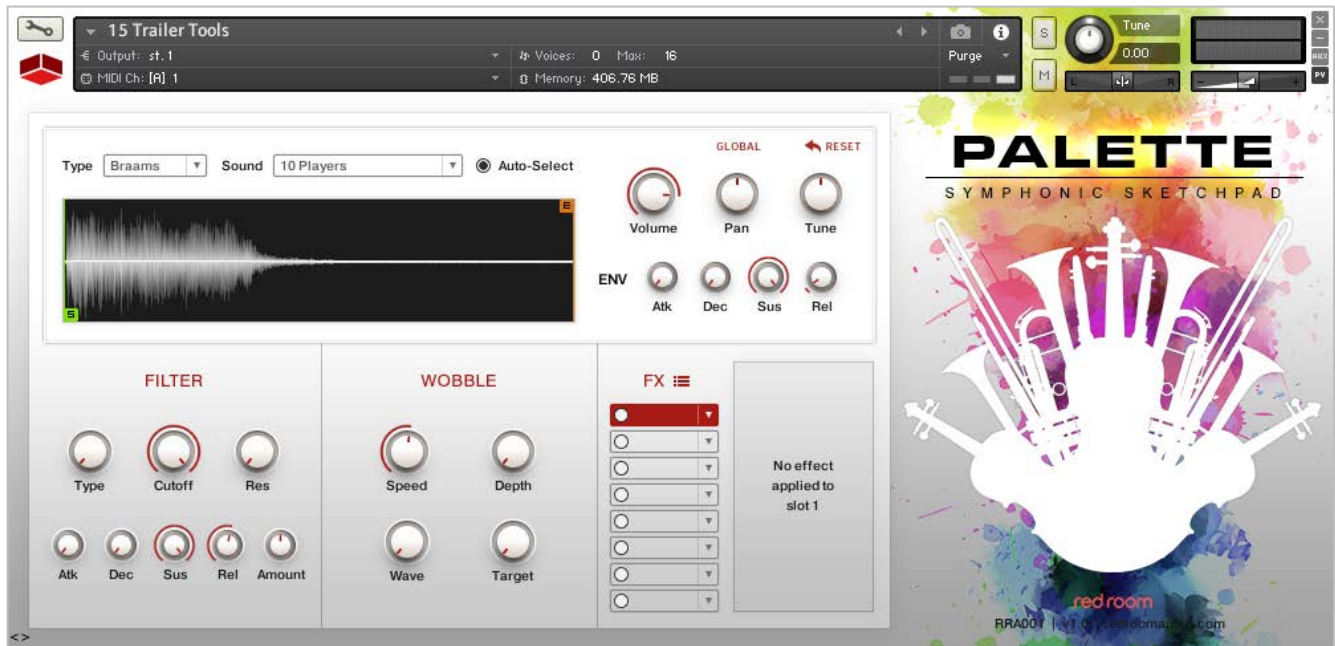 15 Trailer Tools
Output: st. 1
Voices: 0 Max: 16
Purge
MIDI Ch: [A] 1
Memory: 406.76 MB
S
M
Tune
0.00
L R
- +
×
-
AUX
PV
Type Braams Sound 10 Players Auto-Select
GLOBAL RESET
E
S
Volume Pan Tune
ENV
Atk Dec Sus Rel
FILTER
Type Cutoff Res
Atk Dec Sus Rel Amount
WOBBLE
Speed Depth
Wave Target
FX
No effect
applied to
slot 1
PALETTE
SYMPHONIC SKETCHPAD
red room
RRA001 |
<>